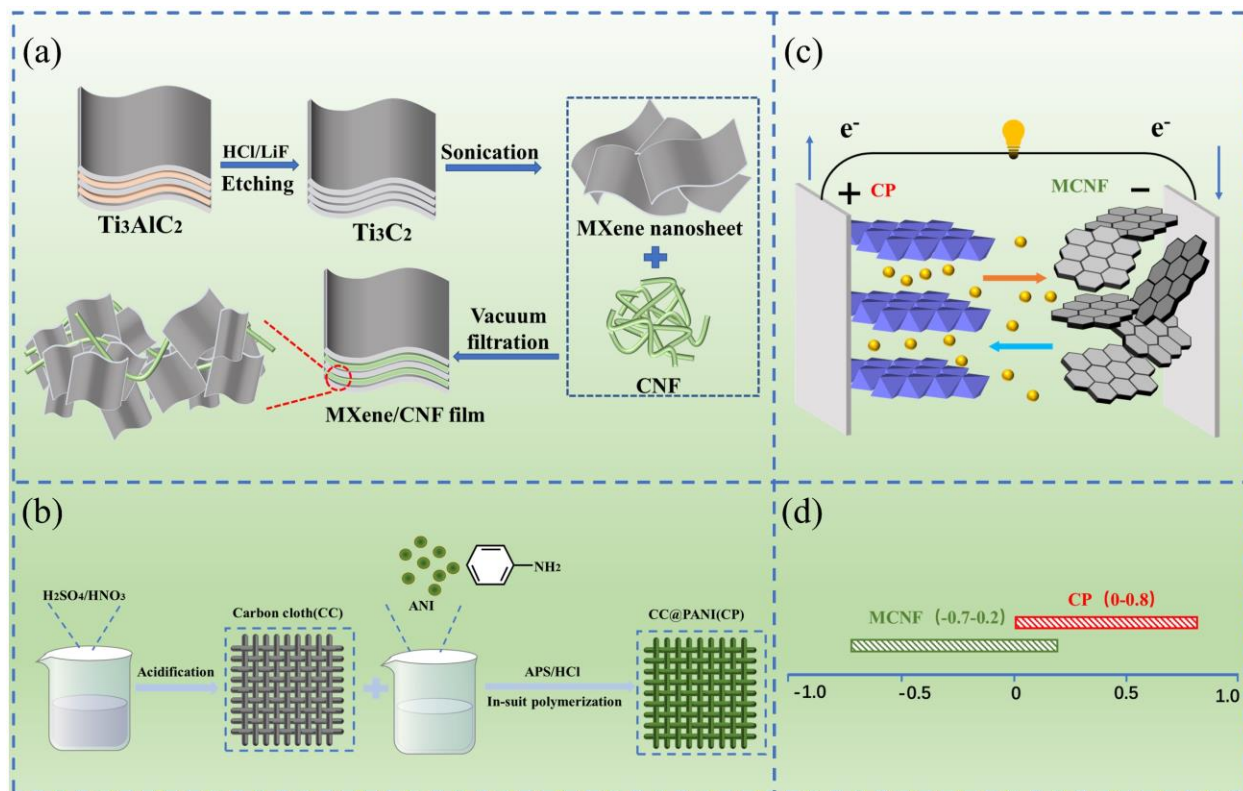 (a)
HCl/LiF
Etching
Sonication
Ti₃AlC₂
Ti₃C₂
MXene nanosheet
Vacuum
filtration
CNF
MXene/CNF film
(b)
H₂SO₄/HNO₃
Acidification
Carbon cloth(CC)
ANI
NH₂
APS/HCl
In-suit polymerization
CC@PANI(CP)
(c)
e⁻
e⁻
+ CP
MCNF −
(d)
CP（0-0.8）
MCNF（-0.7-0.2）
-1.0 -0.5 0 0.5 1.0